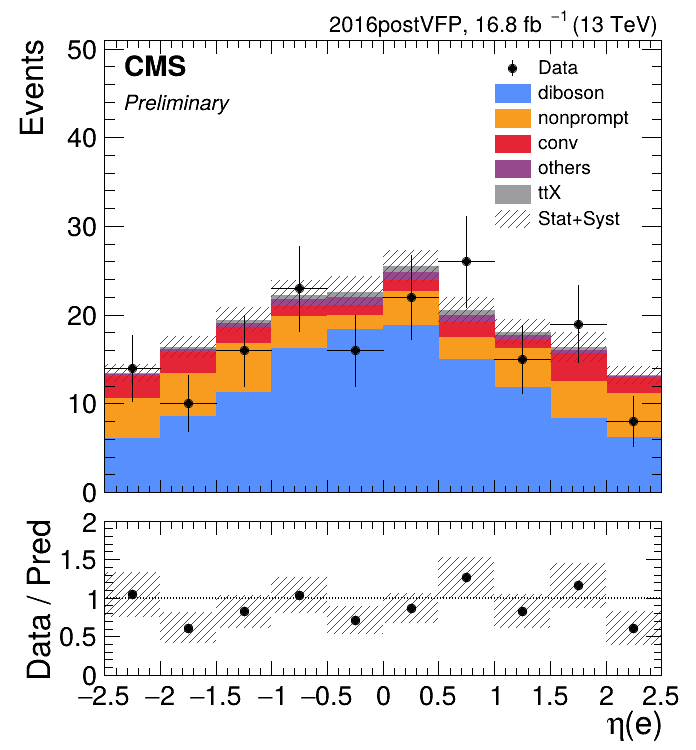 2016postVFP, 16.8 fb ⁻¹ (13 TeV)
Events
50
40
30
20
10
0
CMS
Preliminary
Data
diboson
nonprompt
conv
others
ttX
Stat+Syst
Data / Pred
2
1.5
1
0.5
0
−2.5 −2 −1.5 −1 −0.5 0 0.5 1 1.5 2 2.5
η(e)